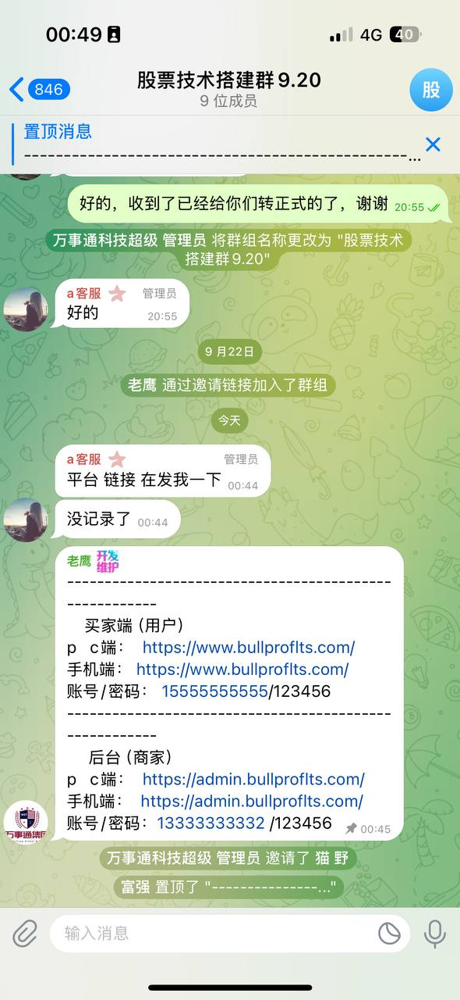 00:49
4G 40
846
股票技术搭建群9.20
9 位成员
股
置顶消息
------------------------------------------------...
好的，收到了已经给你们转正式的了，谢谢 20:55
万事通科技超级 管理员 将群组名称更改为 "股票技术
搭建群9.20"
a客服 管理员
好的 20:55
9 月22日
老鹰 通过邀请链接加入了群组
今天
a客服 管理员
平台 链接 在发我一下 00:44
没记录了 00:44
老鹰 开发维护
-----------------------------------------
------------
买家端 (用户)
p c端： https://www.bullproflts.com/
手机端： https://www.bullproflts.com/
账号/密码： 15555555555/123456
-----------------------------------------
------------
后台 (商家)
p c端： https://admin.bullproflts.com/
手机端： https://admin.bullproflts.com/
账号/密码：13333333332 /123456 00:45
万事通集团
万事通科技超级 管理员 邀请了 猫 野
富强 置顶了 "---------------..."
输入消息